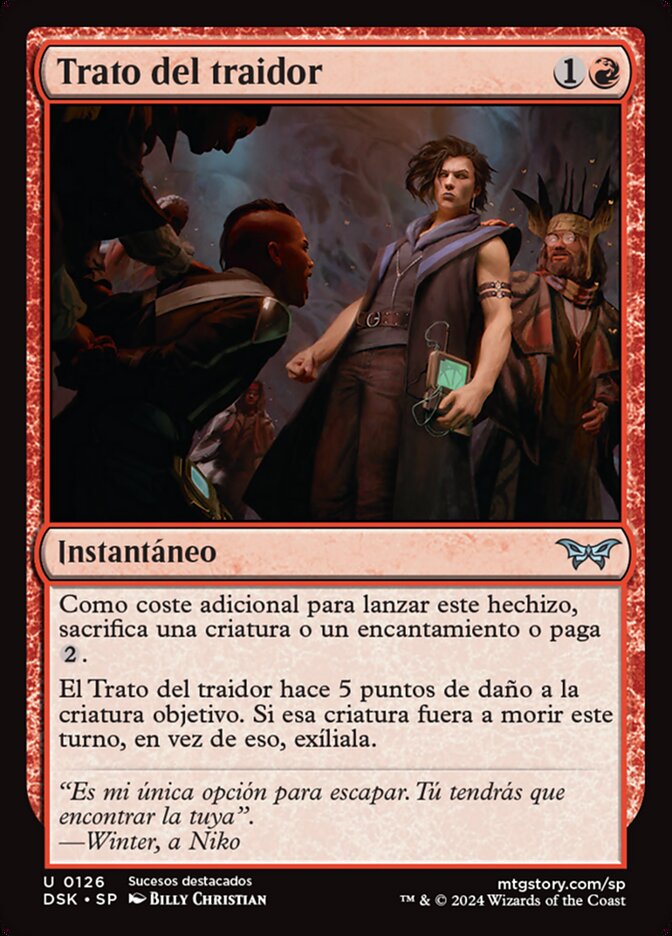 Trato del traidor 1
Instantáneo
Como coste adicional para lanzar este hechizo,
sacrifica una criatura o un encantamiento o paga
2.
El Trato del traidor hace 5 puntos de daño a la
criatura objetivo. Si esa criatura fuera a morir este
turno, en vez de eso, exíliala.
“Es mi única opción para escapar. Tú tendrás que
encontrar la tuya”.
—Winter, a Niko
U 0126 Sucesos destacados mtgstory.com/sp
DSK • SP Billy Christian ™ & © 2024 Wizards of the Coast